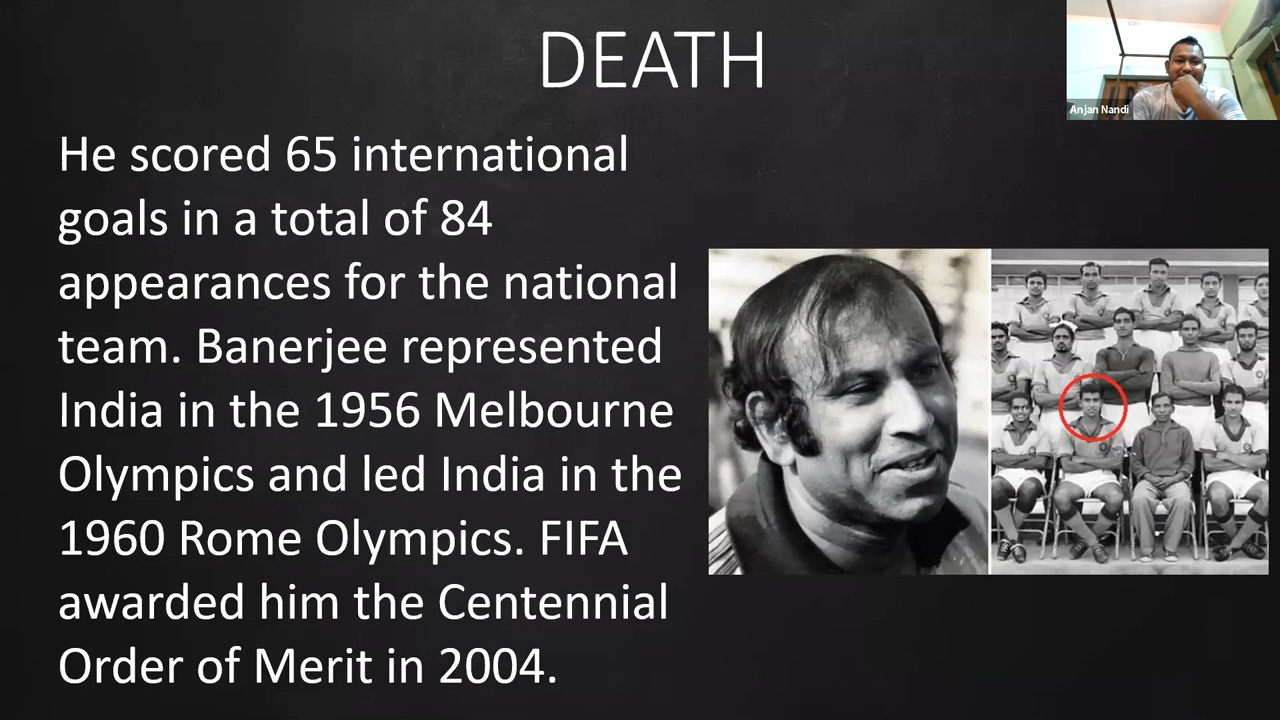 DEATH
Anjan Nandi
He scored 65 international
goals in a total of 84
appearances for the national
team. Banerjee represented
India in the 1956 Melbourne
Olympics and led India in the
1960 Rome Olympics. FIFA
awarded him the Centennial
Order of Merit in 2004.